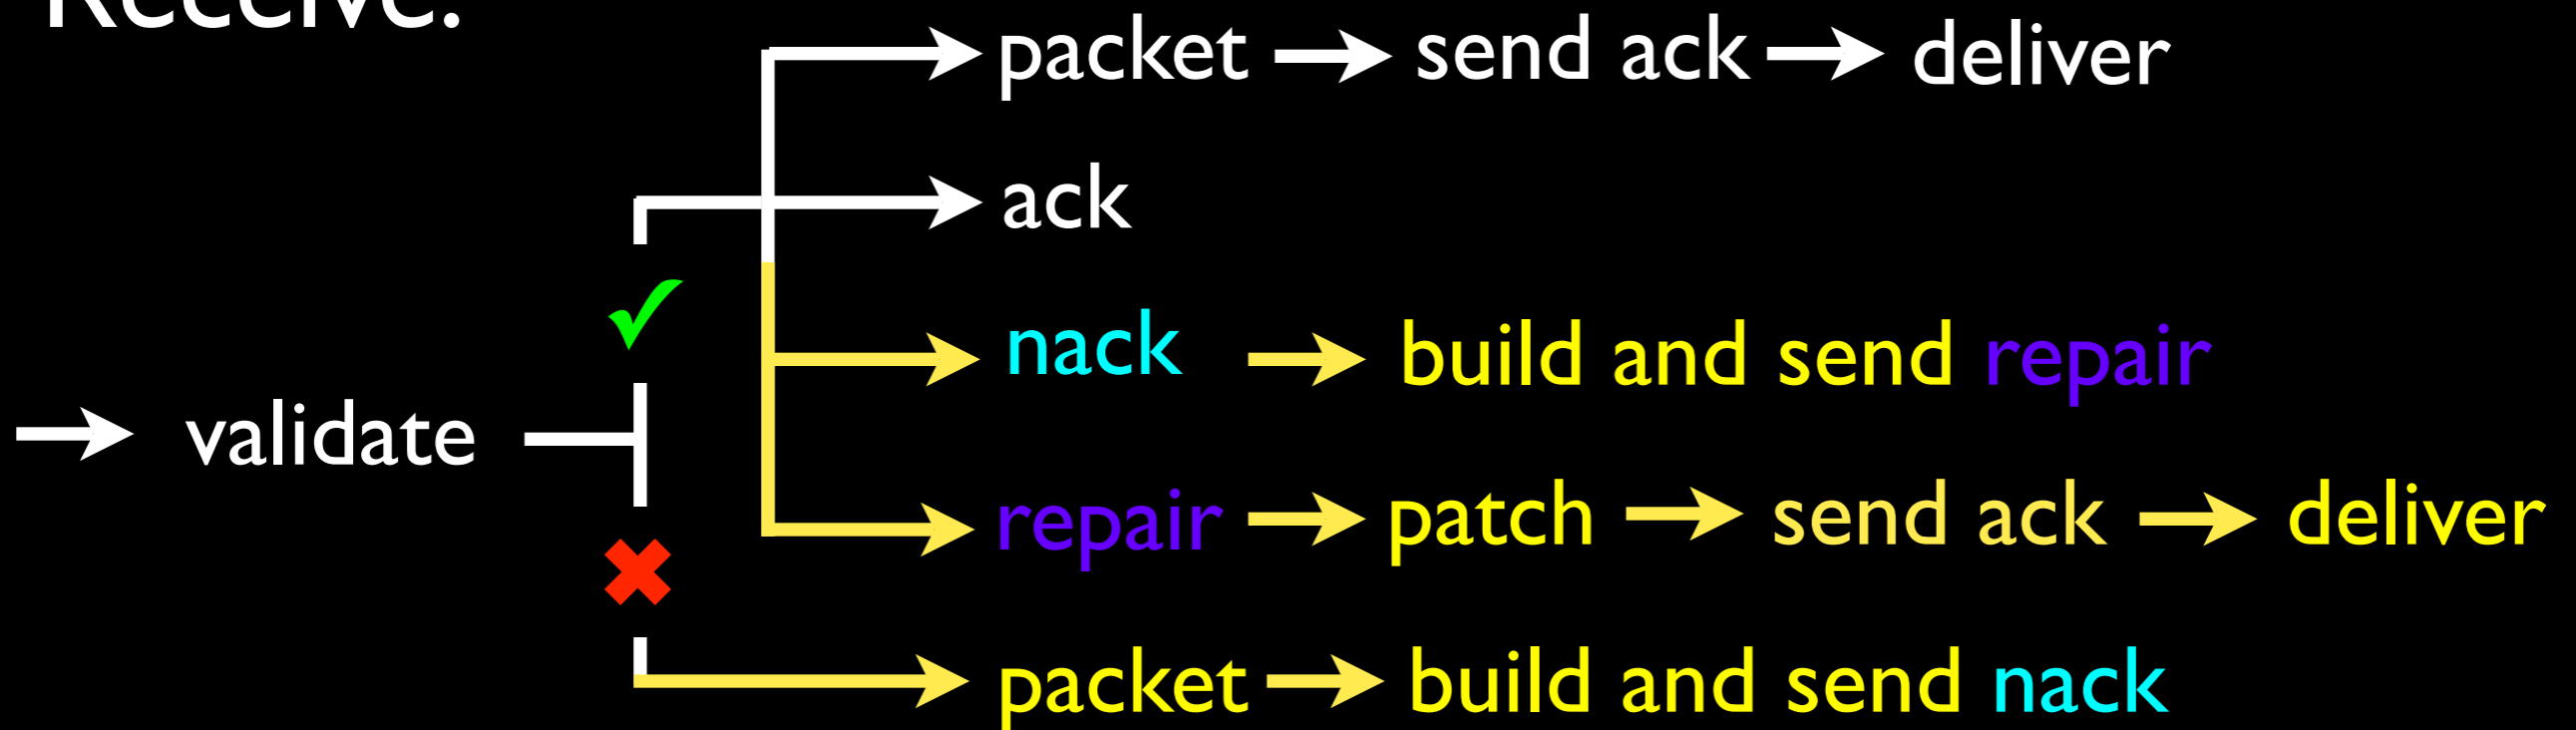 Receive:
packet send ack deliver
ack
nack build and send repair
validate
repair patch send ack deliver
packet build and send nack